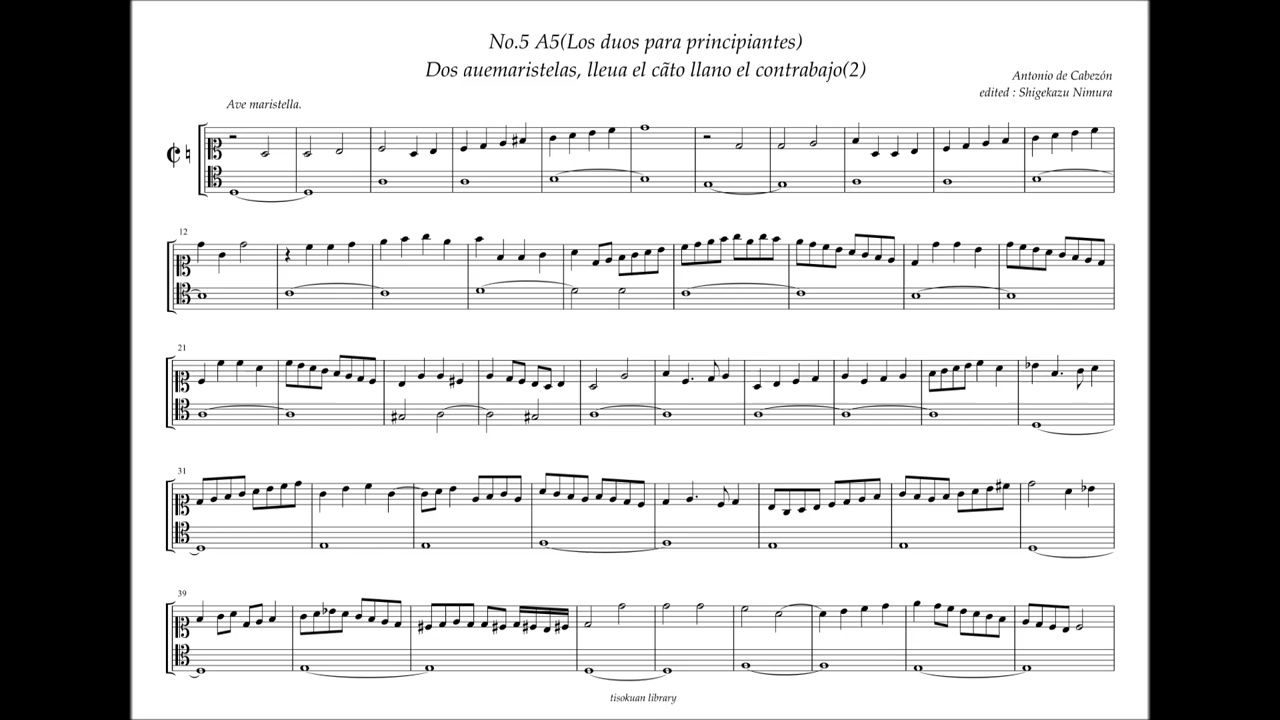 No.5 A5(Los duos para principiantes)
Dos auemaristelas, lleua el cãto llano el contrabajo(2)
Antonio de Cabezón
edited : Shigekazu Nimura
Ave maristella.
12
21
31
39
tisokuan library